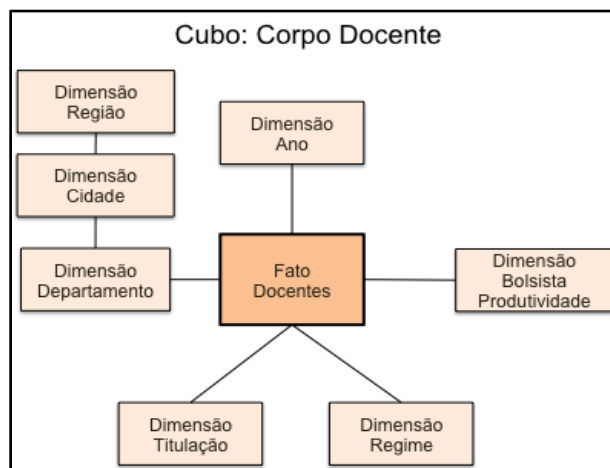 Cubo: Corpo Docente
Dimensão
Região
Dimensão
Ano
Dimensão
Cidade
Dimensão
Departamento
Fato
Docentes
Dimensão
Bolsista
Produtividade
Dimensão
Titulação
Dimensão
Regime